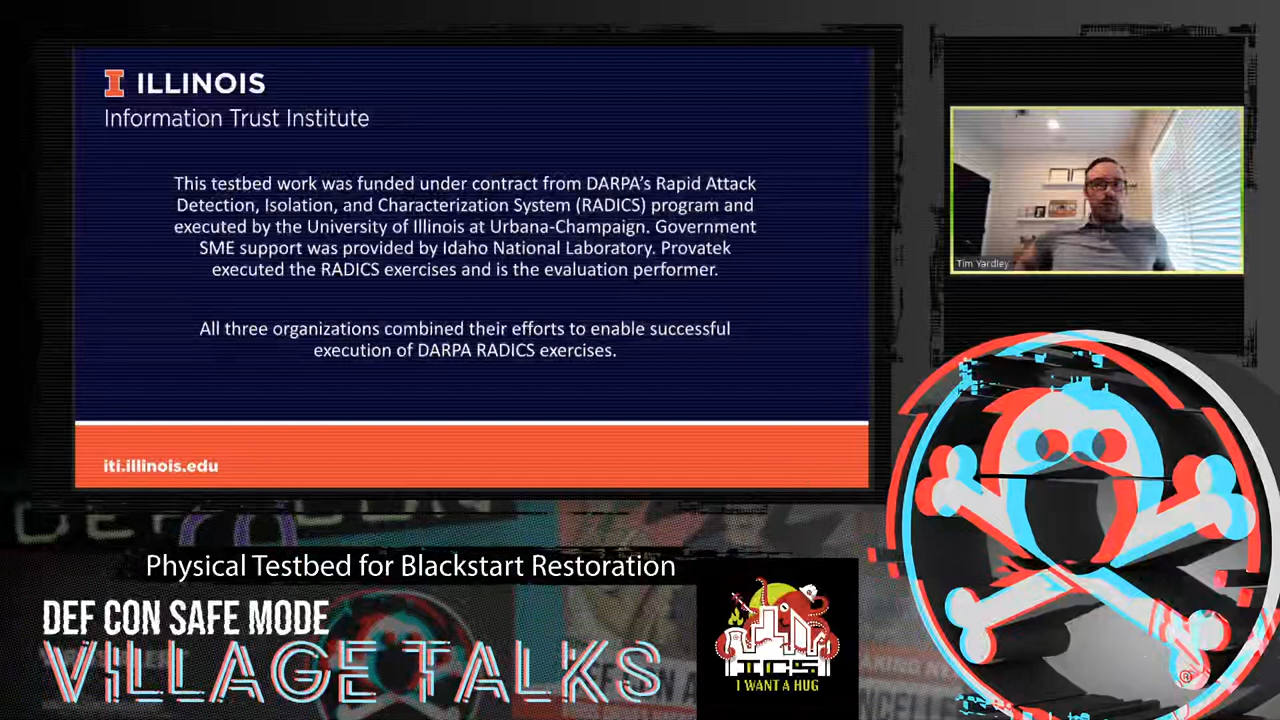 ILLINOIS
Information Trust Institute
This testbed work was funded under contract from DARPA's Rapid Attack
Detection, Isolation, and Characterization System (RADICS) program and
executed by the University of Illinois at Urbana-Champaign. Government
SME support was provided by Idaho National Laboratory. Provatek
executed the RADICS exercises and is the evaluation performer.
All three organizations combined their efforts to enable successful
execution of DARPA RADICS exercises.
iti.illinois.edu
Tim Yardley
Physical Testbed for Blackstart Restoration
DEF CON SAFE MODE
VILLAGE TALKS
ICS
I WANT A HUG